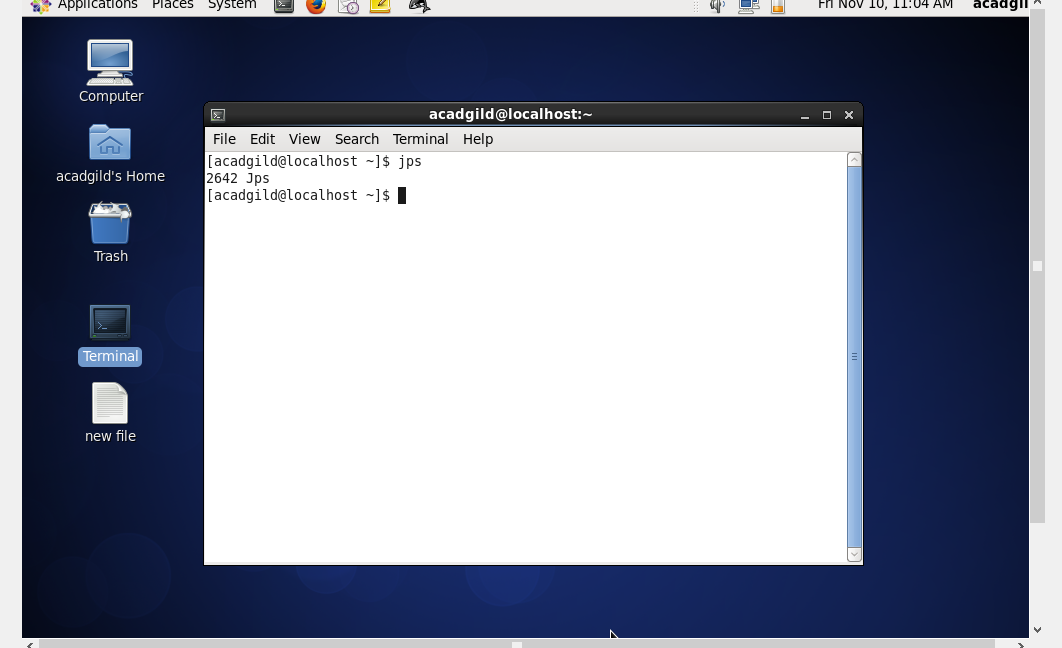 Applications Places System Fri Nov 10, 11:04 AM acadgil
Computer
acadgild's Home
Trash
Terminal
new file
acadgild@localhost:~
File Edit View Search Terminal Help
[acadgild@localhost ~]$ jps
2642 Jps
[acadgild@localhost ~]$